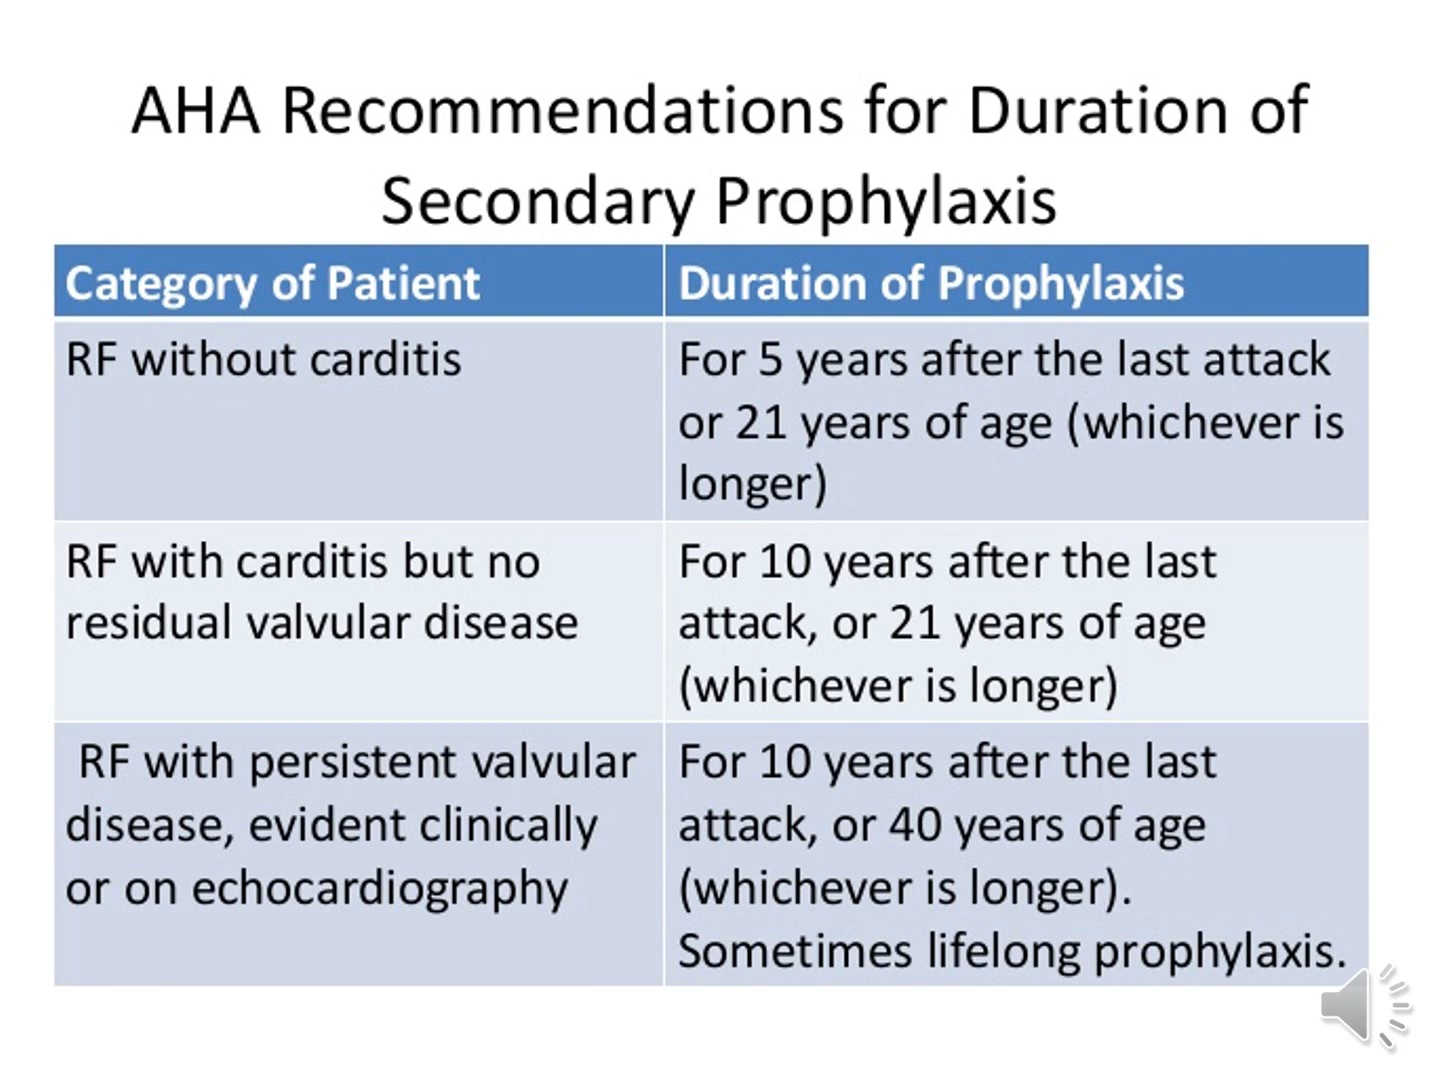 AHA Recommendations for Duration of
Secondary Prophylaxis
Category of Patient
Duration of Prophylaxis
RF without carditis
For 5 years after the last attack
or 21 years of age (whichever is
longer)
RF with carditis but no
residual valvular disease
For 10 years after the last
attack, or 21 years of age
(whichever is longer)
RF with persistent valvular
disease, evident clinically
or on echocardiography
For 10 years after the last
attack, or 40 years of age
(whichever is longer).
Sometimes lifelong prophylaxis.